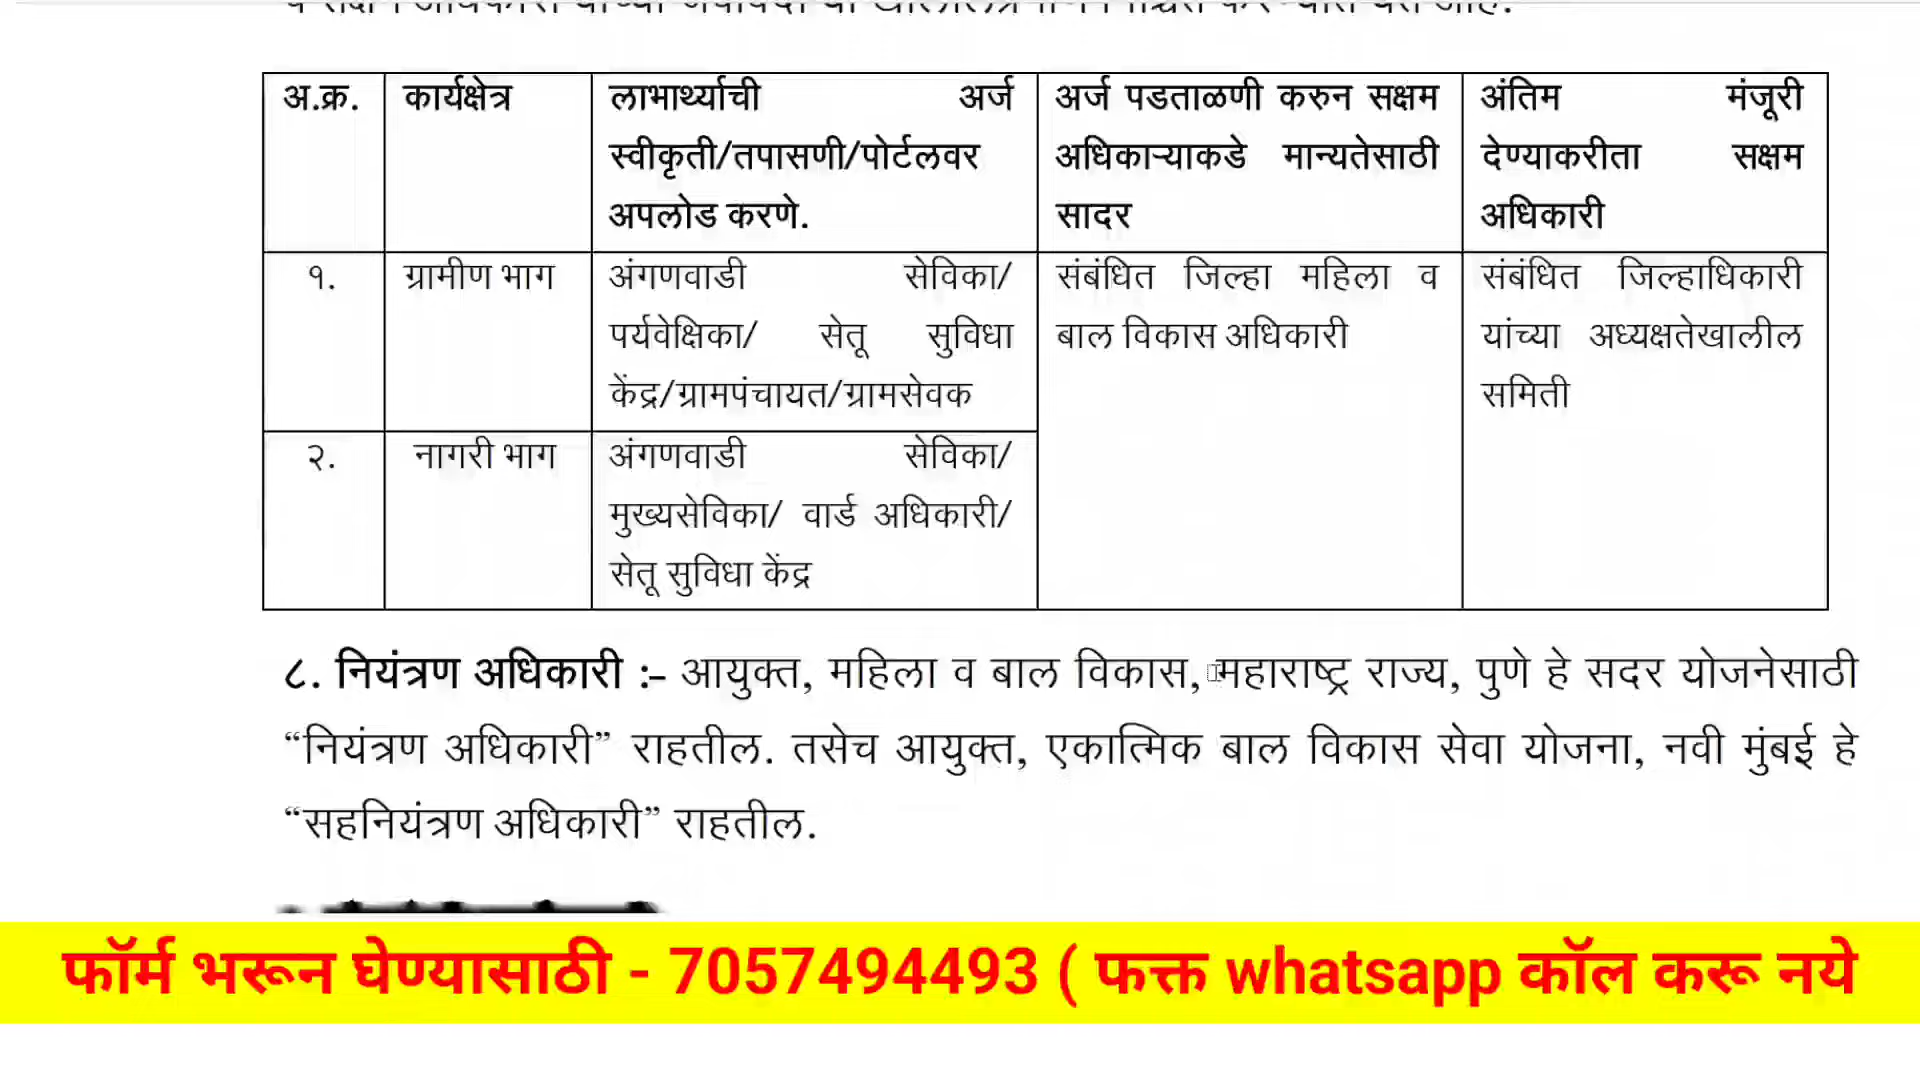 अ.क्र.
कार्यक्षेत्र
लाभार्थ्याची अर्ज
स्वीकृती/तपासणी/पोर्टलवर
अपलोड करणे.
अर्ज पडताळणी करुन सक्षम
अधिकाऱ्याकडे मान्यतेसाठी
सादर
अंतिम मंजूरी
देण्याकरीता सक्षम
अधिकारी
१.
ग्रामीण भाग
अंगणवाडी सेविका/
पर्यवेक्षिका/ सेतू सुविधा
केंद्र/ग्रामपंचायत/ग्रामसेवक
संबंधित जिल्हा महिला व
बाल विकास अधिकारी
संबंधित जिल्हाधिकारी
यांच्या अध्यक्षतेखालील
समिती
२.
नागरी भाग
अंगणवाडी सेविका/
मुख्यसेविका/ वार्ड अधिकारी/
सेतू सुविधा केंद्र
८. नियंत्रण अधिकारी :- आयुक्त, महिला व बाल विकास, महाराष्ट्र राज्य, पुणे हे सदर योजनेसाठी
“नियंत्रण अधिकारी” राहतील. तसेच आयुक्त, एकात्मिक बाल विकास सेवा योजना, नवी मुंबई हे
“सहनियंत्रण अधिकारी” राहतील.
फॉर्म भरून घेण्यासाठी - 7057494493 ( फक्त whatsapp कॉल करू नये